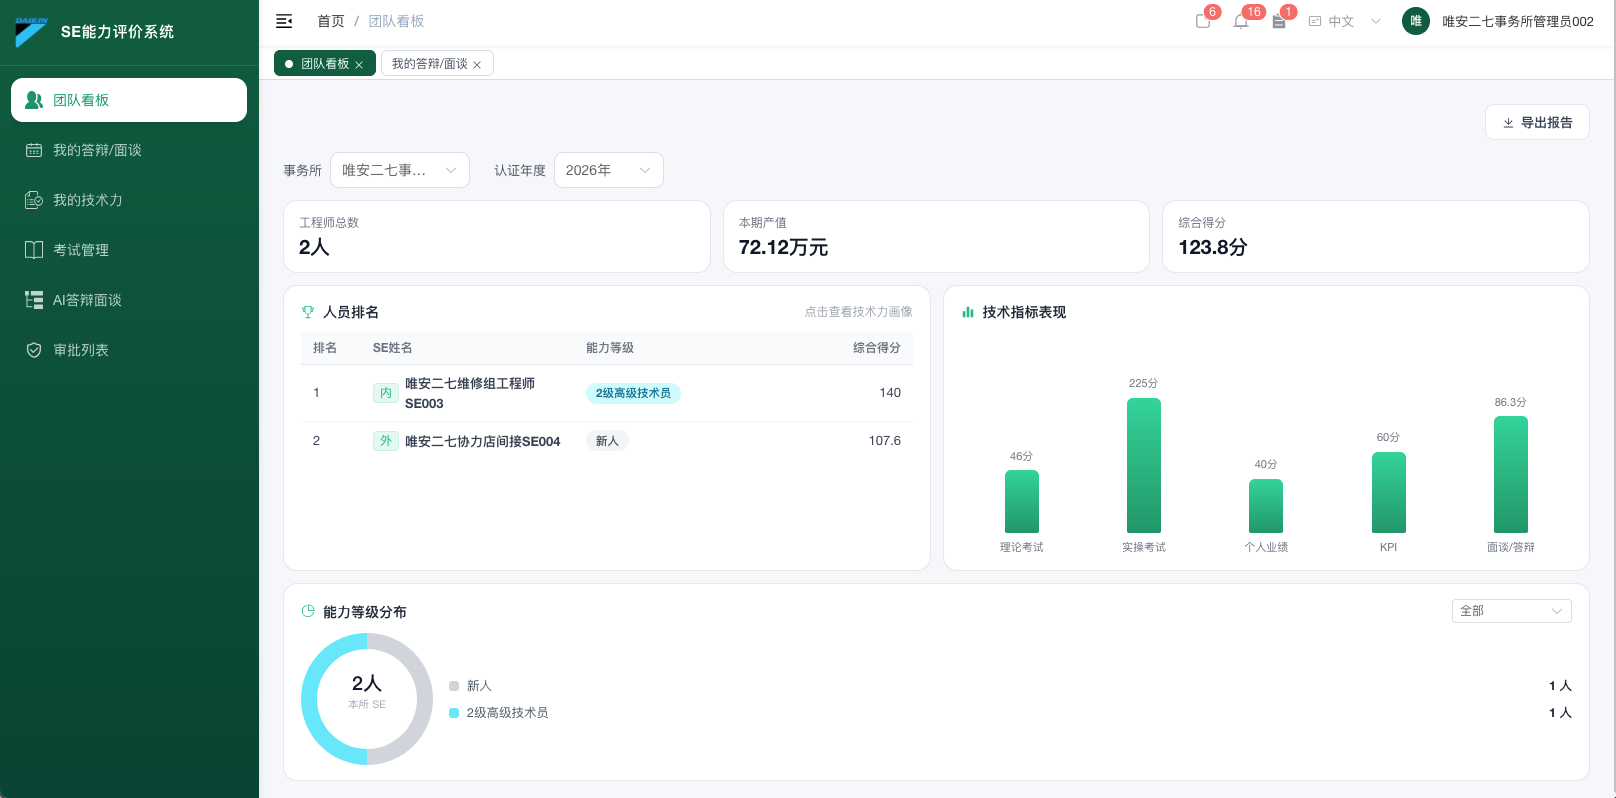 DAIKIN
SE能力评价系统
首页 / 团队看板
6
16
1
中文
唯
唯安二七事务所管理员002
团队看板 ×
我的答辩/面谈 ×
团队看板
我的答辩/面谈
我的技术力
考试管理
AI答辩面谈
审批列表
导出报告
事务所
唯安二七事...
认证年度
2026年
工程师总数
2人
本期产值
72.12万元
综合得分
123.8分
人员排名
点击查看技术力画像
排名 SE姓名 能力等级 综合得分
1 内 唯安二七维修组工程师
SE003
2级高级技术员 140
2 外 唯安二七协力店间接SE004 新人 107.6
技术指标表现
46分
225分
40分
60分
86.3分
理论考试
实操考试
个人业绩
KPI
面谈/答辩
能力等级分布
全部
2人
本所 SE
新人 1 人
2级高级技术员 1 人